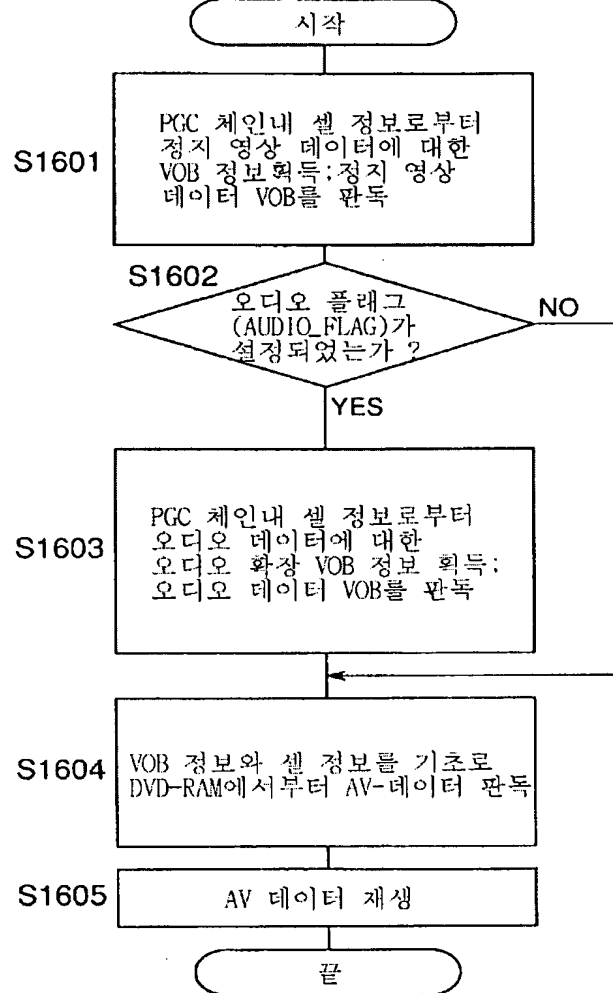 시작
S1601
PGC 체인내 셀 정보로부터
정지 영상 데이터에 대한
VOB 정보획득;정지 영상
데이터 VOB를 판독
S1602
오디오 플래그
(AUDIO_FLAG)가
설정되었는가 ?
NO
YES
S1603
PGC 체인내 셀 정보로부터
오디오 데이터에 대한
오디오 확장 VOB 정보 획득;
오디오 데이터 VOB를 판독
S1604
VOB 정보와 셀 정보를 기초로
DVD-RAM에서부터 AV-데이터 판독
S1605
AV 데이터 재생
끝